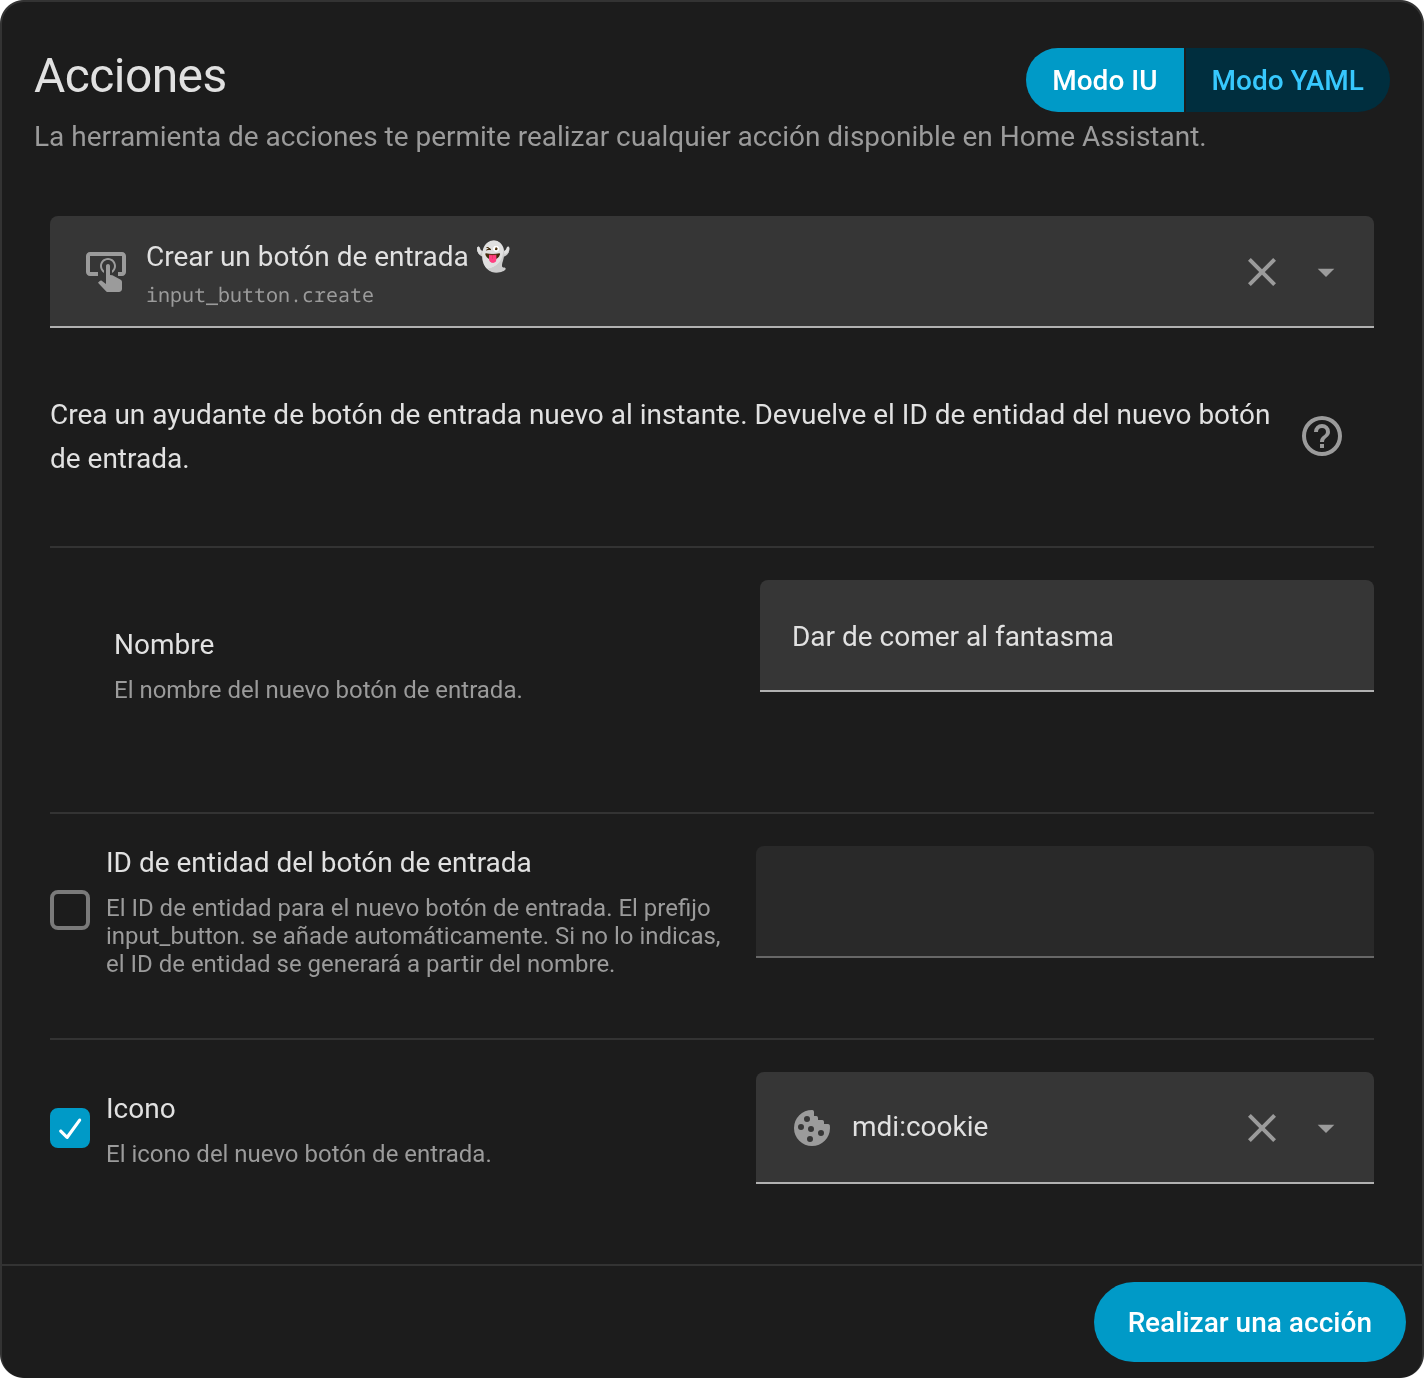 Acciones
Modo IU
Modo YAML
La herramienta de acciones te permite realizar cualquier acción disponible en Home Assistant.
Crear un botón de entrada 👻
input_button.create
Crea un ayudante de botón de entrada nuevo al instante. Devuelve el ID de entidad del nuevo botón
de entrada.
Nombre
El nombre del nuevo botón de entrada.
Dar de comer al fantasma
ID de entidad del botón de entrada
El ID de entidad para el nuevo botón de entrada. El prefijo
input_button. se añade automáticamente. Si no lo indicas,
el ID de entidad se generará a partir del nombre.
Icono
El icono del nuevo botón de entrada.
mdi:cookie
Realizar una acción